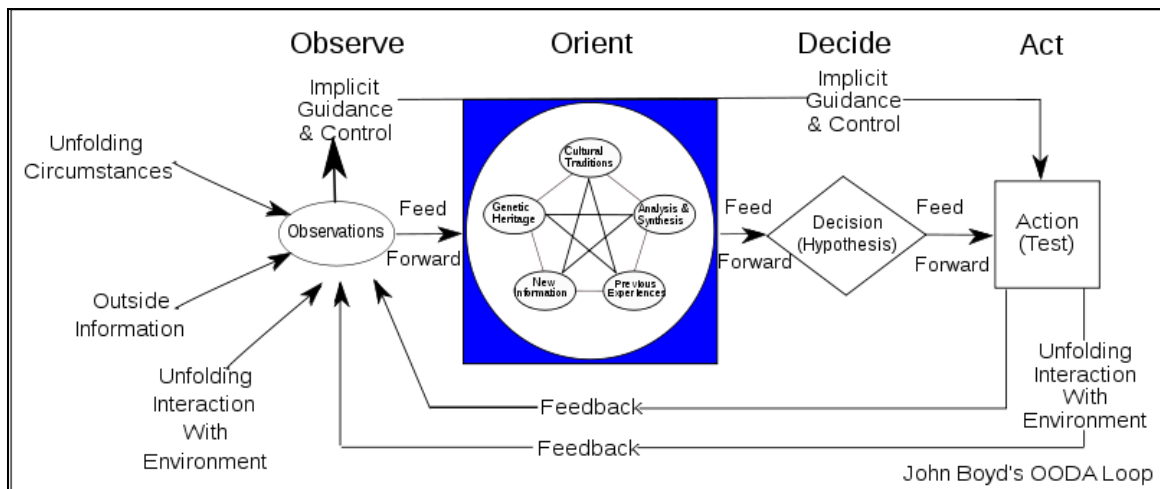 Observe
Orient
Decide
Act
Implicit
Guidance
& Control
Implicit
Guidance
& Control
Unfolding
Circumstances
Observations
Outside
Information
Unfolding
Interaction
With
Environment
Feed
Forward
Cultural
Traditions
Genetic
Heritage
Analysis &
Synthesis
New
Information
Previous
Experiences
Feed
Forward
Decision
(Hypothesis)
Feed
Forward
Action
(Test)
Unfolding
Interaction
With
Environment
Feedback
Feedback
John Boyd's OODA Loop